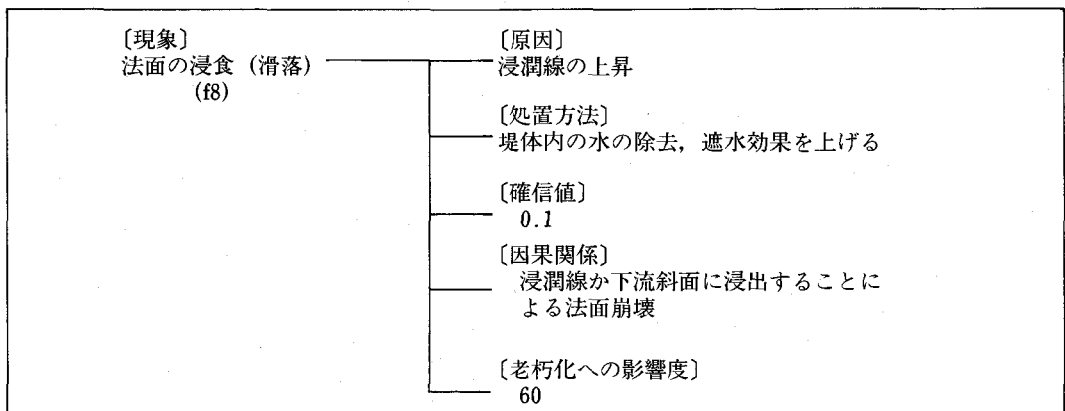 〔現象〕
法面の浸食(滑落)
(f8)
〔原因〕
浸潤線の上昇
〔処置方法〕
堤体内の水の除去,遮水効果を上げる
〔確信値〕
0.1
〔因果関係〕
浸潤線か下流斜面に浸出することに
よる法面崩壊
〔老朽化への影響度〕
60